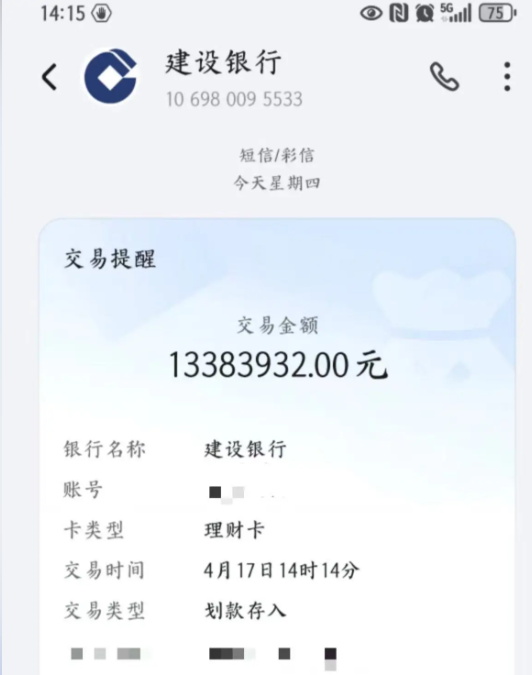 14:15 5G 75
建设银行
10 698 009 5533
短信/彩信
今天星期四
交易提醒
交易金额
13383932.00元
银行名称 建设银行
账号
卡类型 理财卡
交易时间 4月17日14时14分
交易类型 划款存入